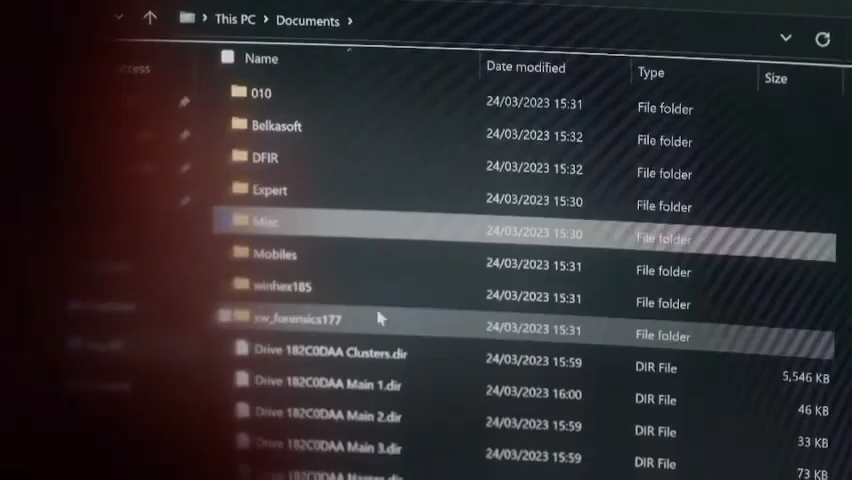 This PC > Documents >
Name Date modified Type Size
010 24/03/2023 15:31 File folder
Belkasoft 24/03/2023 15:32 File folder
DFIR 24/03/2023 15:32 File folder
Expert 24/03/2023 15:30 File folder
Misc 24/03/2023 15:30 File folder
Mobiles 24/03/2023 15:31 File folder
winhex185 24/03/2023 15:31 File folder
xw_forensics177 24/03/2023 15:31 File folder
Drive 182C0DAA Clusters.dir 24/03/2023 15:59 DIR File 5,546 KB
Drive 182C0DAA Main 1.dir 24/03/2023 16:00 DIR File 46 KB
Drive 182C0DAA Main 2.dir 24/03/2023 15:59 DIR File 33 KB
Drive 182C0DAA Main 3.dir 24/03/2023 15:59 DIR File 73 KB